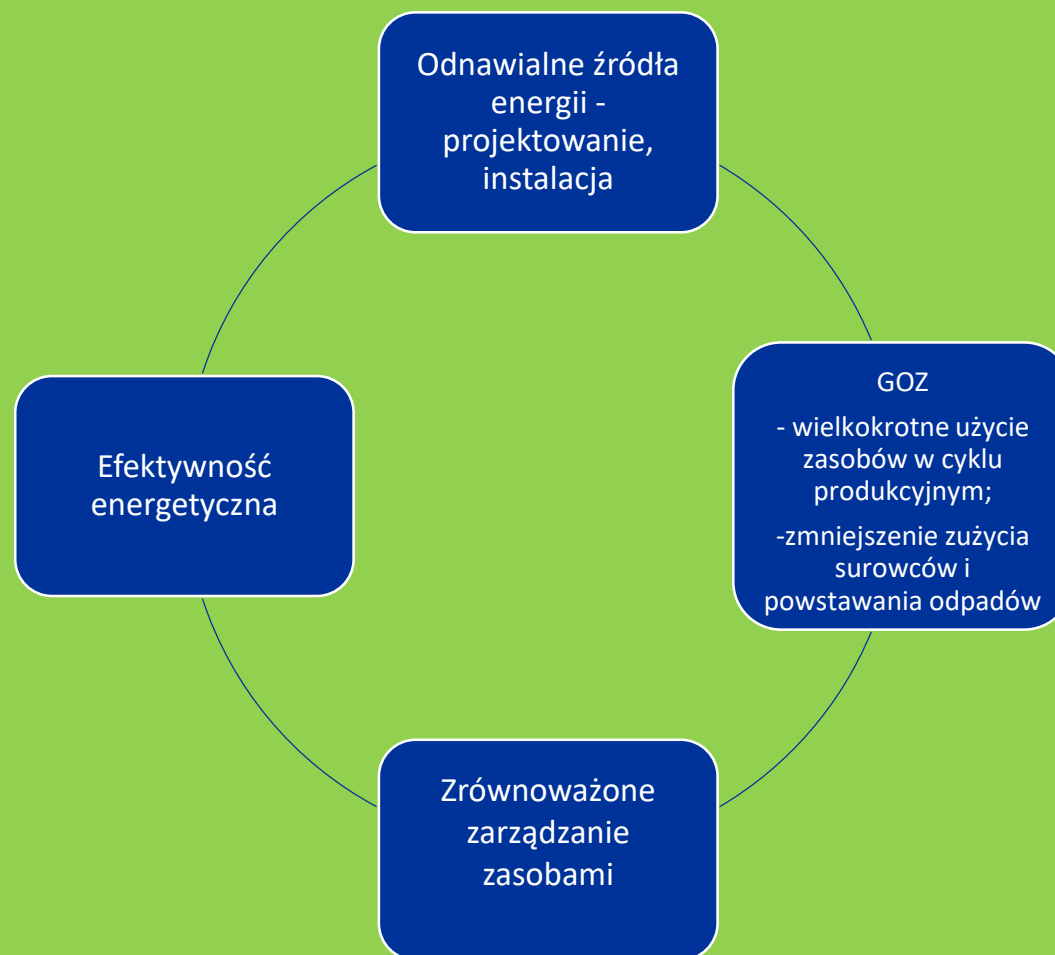 Odnawialne źródła
energii -
projektowanie,
instalacja
GOZ
- wielkokrotne użycie
zasobów w cyklu
produkcyjnym;
-zmniejszenie zużycia
surowców i
powstawania odpadów
Efektywność
energetyczna
Zrównoważone
zarządzanie
zasobami